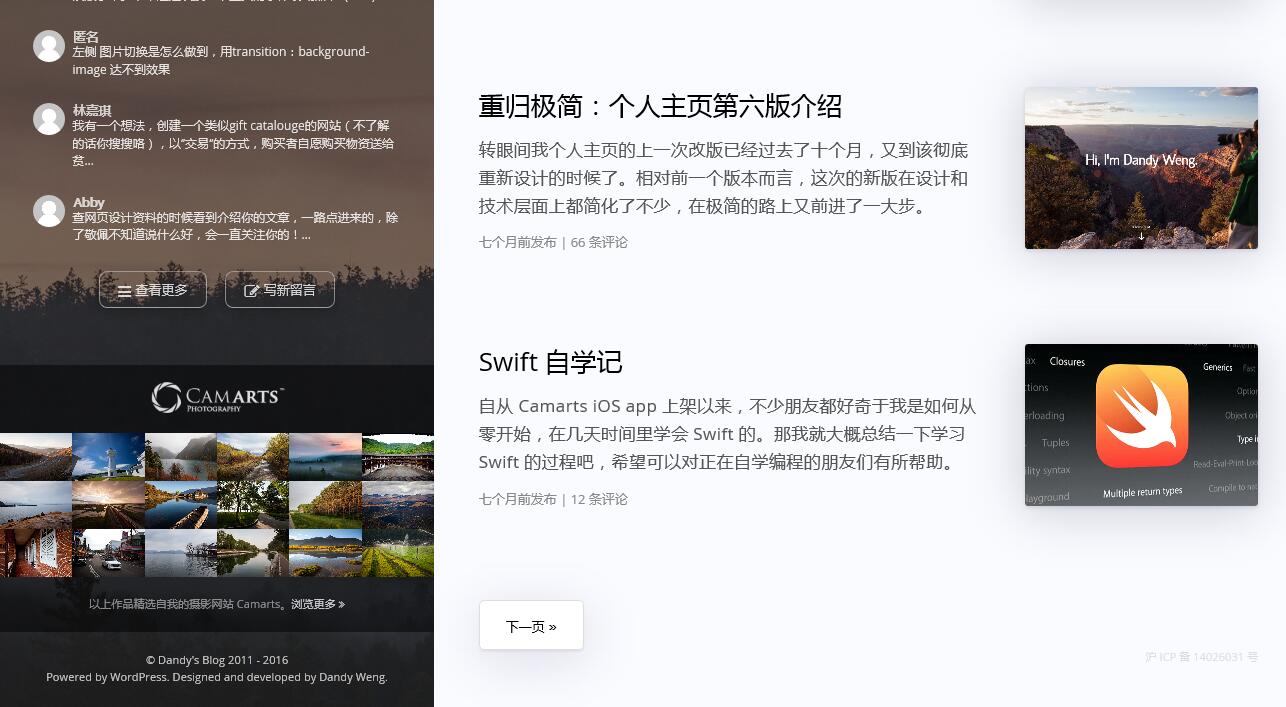 匿名
左侧 图片切换是怎么做到，用transition：background-
image 达不到效果
林嘉琪
我有一个想法，创建一个类似gift catalouge的网站（不了解
的话你搜搜咯），以“交易”的方式，购买者自愿购买物资送给
贫...
Abby
查网页设计资料的时候看到介绍你的文章，一路点进来的，除
了敬佩不知道说什么好，会一直关注你的！...
查看更多
写新留言
CAMARTS™
PHOTOGRAPHY
以上作品精选自我的摄影网站 Camarts。浏览更多 »
© Dandy's Blog 2011 - 2016
Powered by WordPress. Designed and developed by Dandy Weng.
重归极简：个人主页第六版介绍
转眼间我个人主页的上一次改版已经过去了十个月，又到该彻底
重新设计的时候了。相对前一个版本而言，这次的新版在设计和
技术层面上都简化了不少，在极简的路上又前进了一大步。
七个月前发布 | 66 条评论
Hi, I'm Dandy Weng.
Swift 自学记
自从 Camarts iOS app 上架以来，不少朋友都好奇于我是如何从
零开始，在几天时间里学会 Swift 的。那我就大概总结一下学习
Swift 的过程吧，希望可以对正在自学编程的朋友们有所帮助。
七个月前发布 | 12 条评论
Closures
Generics
Fast
tions
Option
erloading
Object ori
Tuples
Type i
ility syntax
Read-Eval-Print-Loo
layground
Multiple return types
Compile to nat
下一页 »
沪 ICP 备 14026031 号